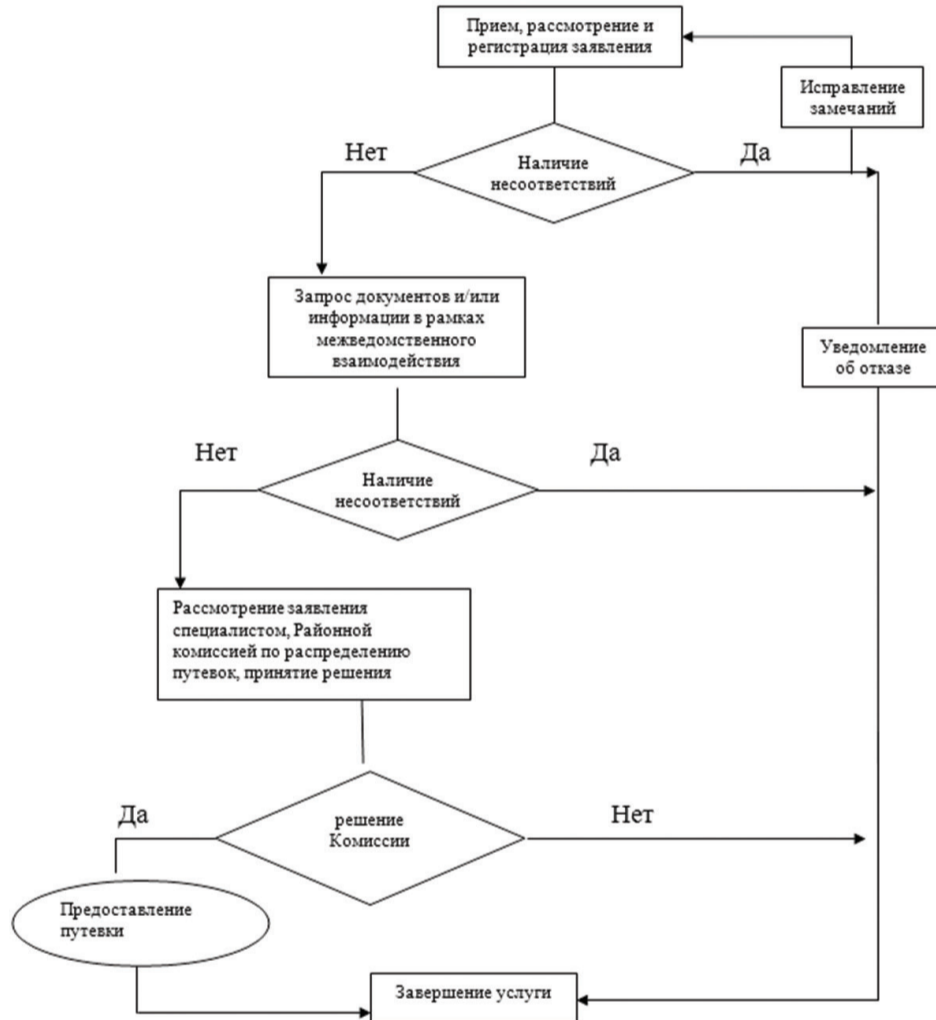 Прием, рассмотрение и
регистрация заявления
Исправление
замечаний
Нет
Наличие
несоответствий
Да
Запрос документов и/или
информации в рамках
межведомственного
взаимодействия
Уведомление
об отказе
Нет
Наличие
несоответствий
Да
Рассмотрение заявления
специалистом, Районной
комиссией по распределению
путевок, принятие решения
Да
решение
Комиссии
Нет
Предоставление
путевки
Завершение услуги